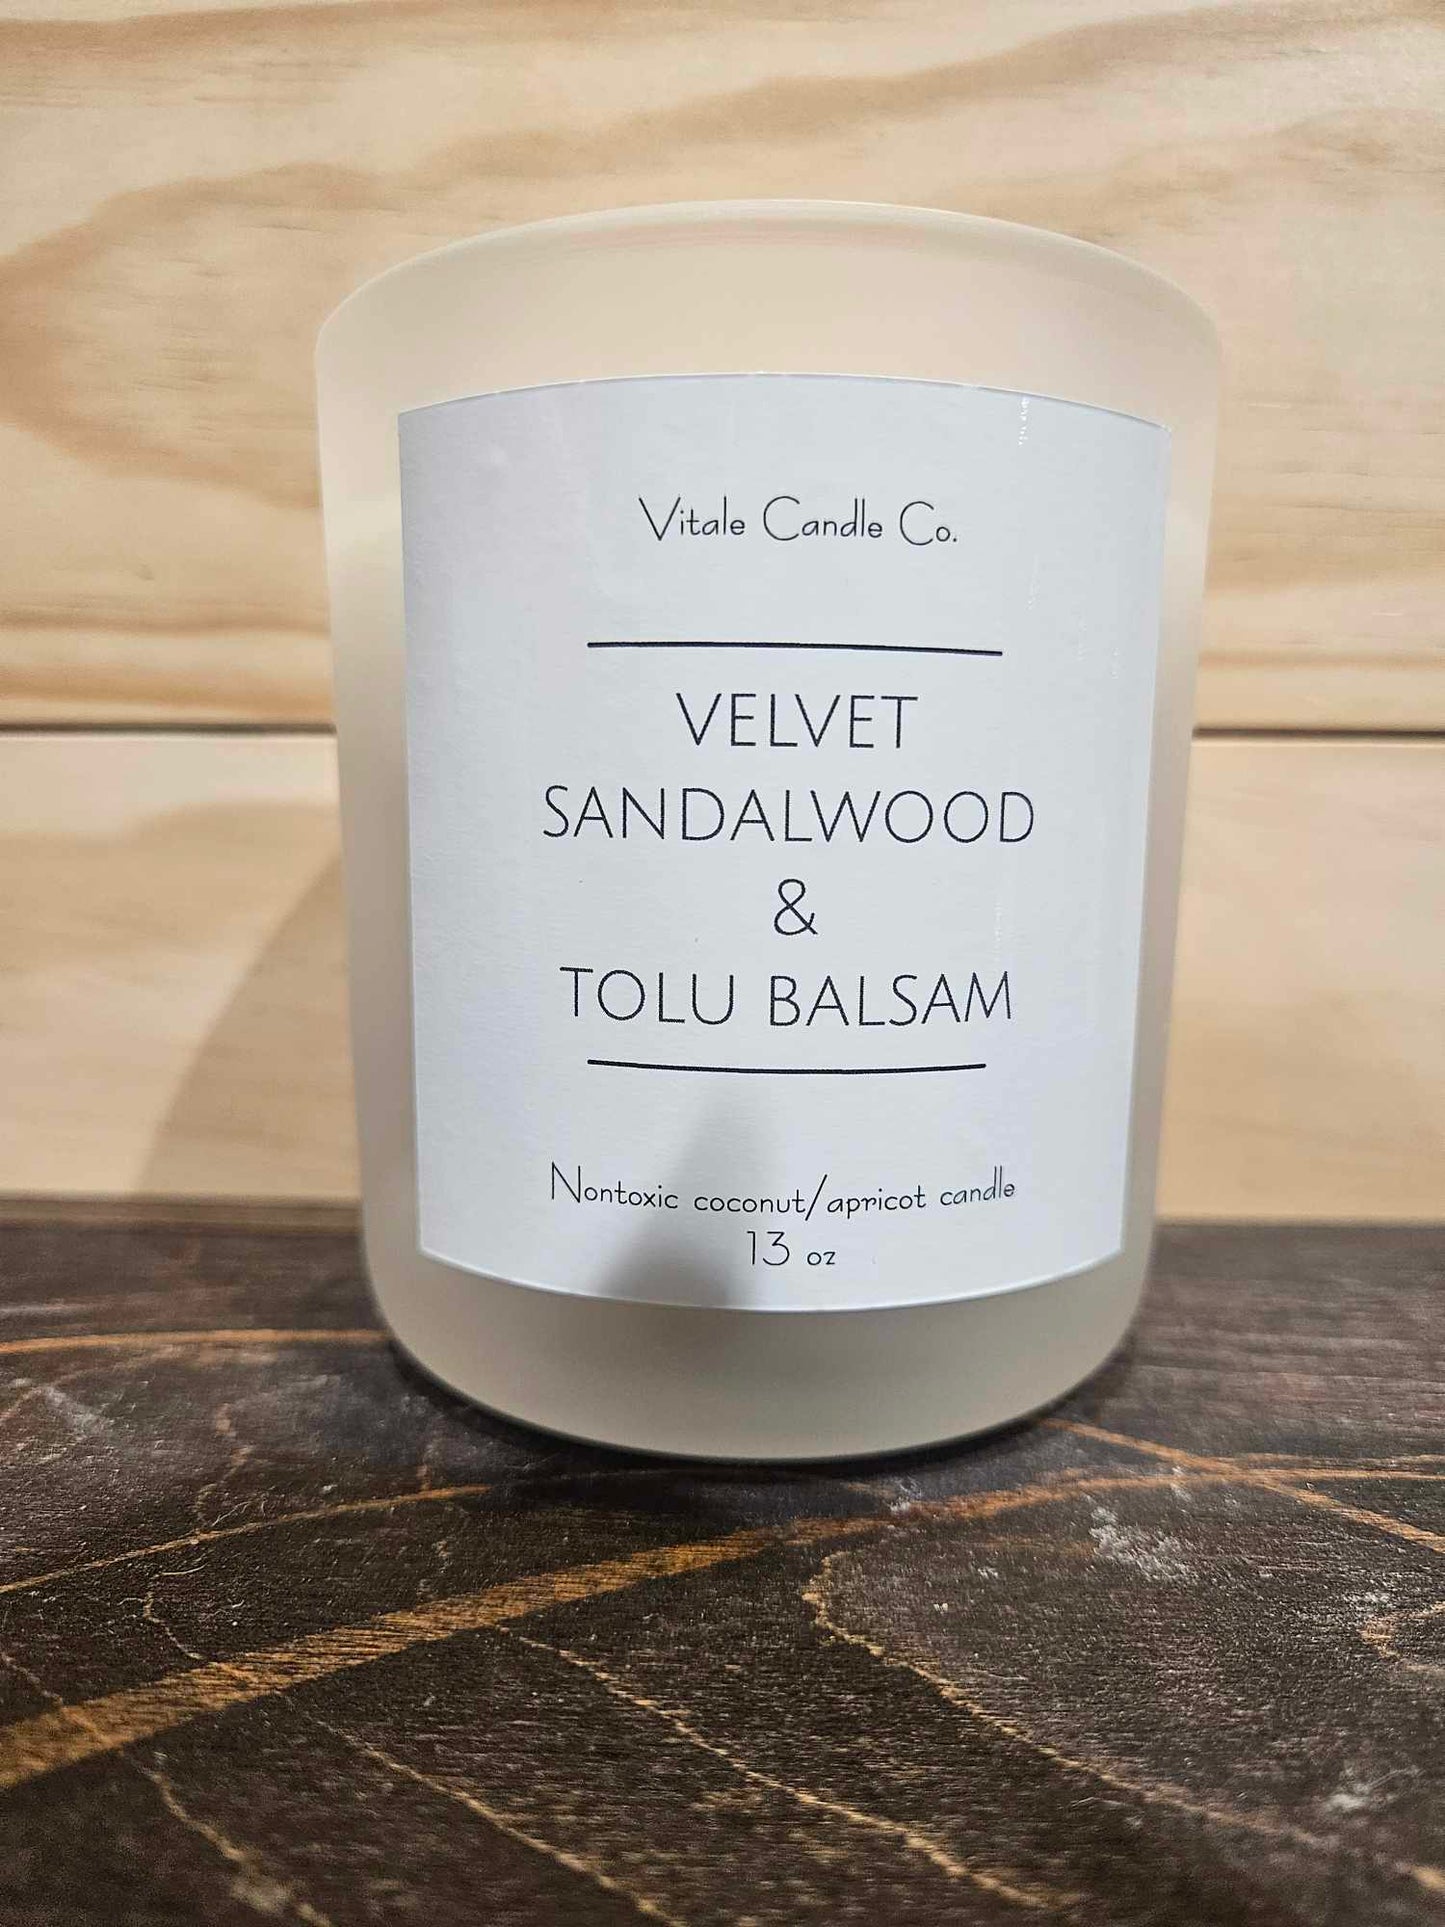 Vitale Candle Co.
VELVET
SANDALWOOD
&
TOLU BALSAM
Nontoxic coconut/apricot candle
13 oz